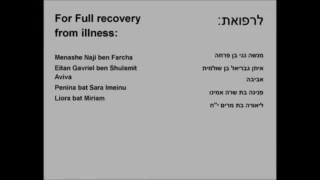 For Full recovery
from illness:
Menashe Naji ben Farcha
Eitan Gavriel ben Shulamit
Aviva
Penina bat Sara Imeinu
Liora bat Miriam
לרפואת:
מנשה נג׳י בן פרחה
איתן גבריאל בן שולמית
אביבה
פנינה בת שרה אמינו
ליאורה בת מרים